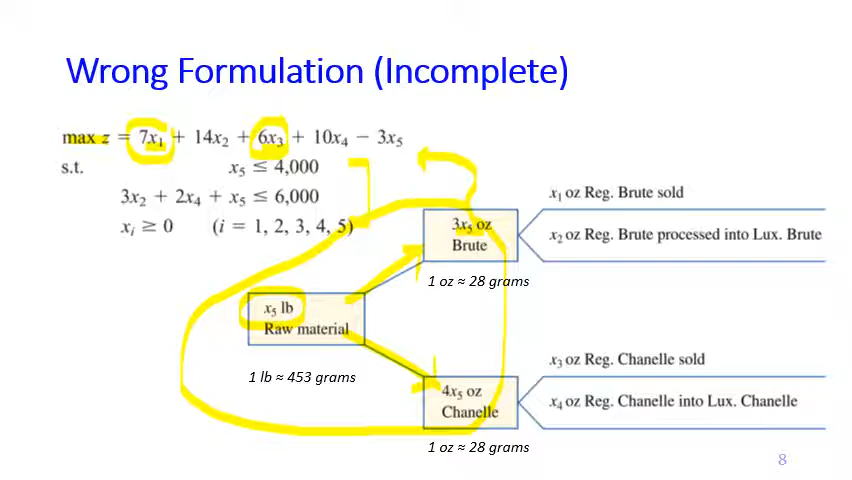 Wrong Formulation (Incomplete)
max z = 7x₁ + 14x₂ + 6x₃ + 10x₄ − 3x₅
s.t. x₅ ≤ 4,000
3x₂ + 2x₄ + x₅ ≤ 6,000
xᵢ ≥ 0 (i = 1, 2, 3, 4, 5)
x₅ lb
Raw material
1 lb ≈ 453 grams
3x₅ oz
Brute
1 oz ≈ 28 grams
x₁ oz Reg. Brute sold
x₂ oz Reg. Brute processed into Lux. Brute
4x₅ oz
Chanelle
1 oz ≈ 28 grams
x₃ oz Reg. Chanelle sold
x₄ oz Reg. Chanelle into Lux. Chanelle
8